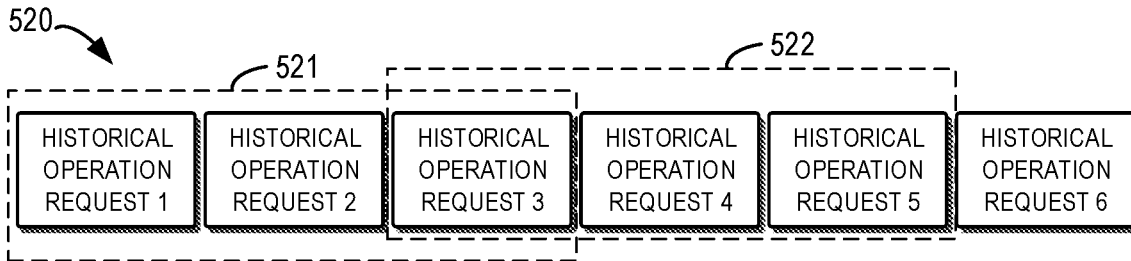 520
521
522
HISTORICAL
OPERATION
REQUEST 1
HISTORICAL
OPERATION
REQUEST 2
HISTORICAL
OPERATION
REQUEST 3
HISTORICAL
OPERATION
REQUEST 4
HISTORICAL
OPERATION
REQUEST 5
HISTORICAL
OPERATION
REQUEST 6